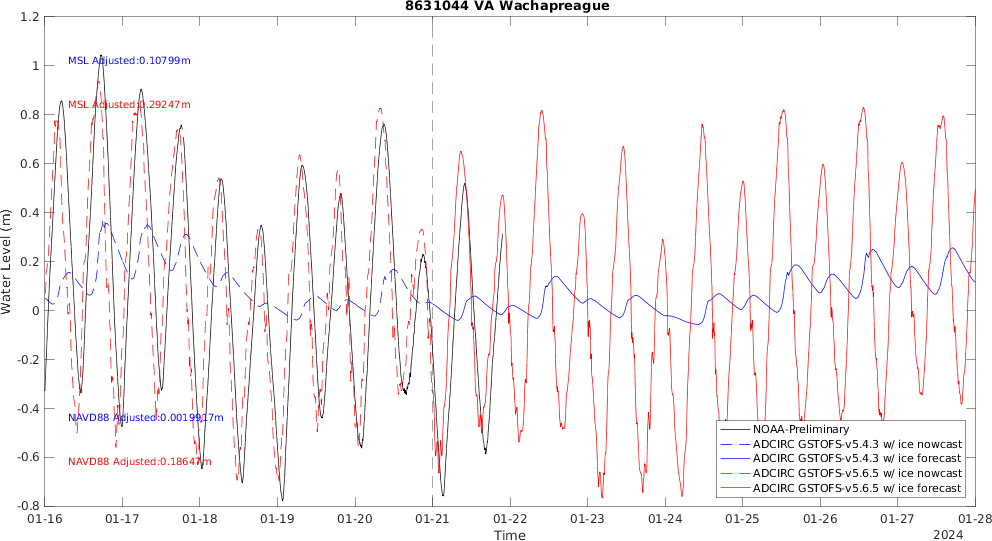 8631044 VA Wachapreague
1.2
1
0.8
0.6
0.4
0.2
0
-0.2
-0.4
-0.6
-0.8
Water Level (m)
MSL Adjusted:0.10799m
MSL Adjusted:0.29247m
NAVD88 Adjusted:0.0019917m
NAVD88 Adjusted:0.18647m
NOAA-Preliminary
ADCIRC GSTOFS-v5.4.3 w/ ice nowcast
ADCIRC GSTOFS-v5.4.3 w/ ice forecast
ADCIRC GSTOFS-v5.6.5 w/ ice nowcast
ADCIRC GSTOFS-v5.6.5 w/ ice forecast
01-16 01-17 01-18 01-19 01-20 01-21 01-22 01-23 01-24 01-25 01-26 01-27 01-28
Time
2024